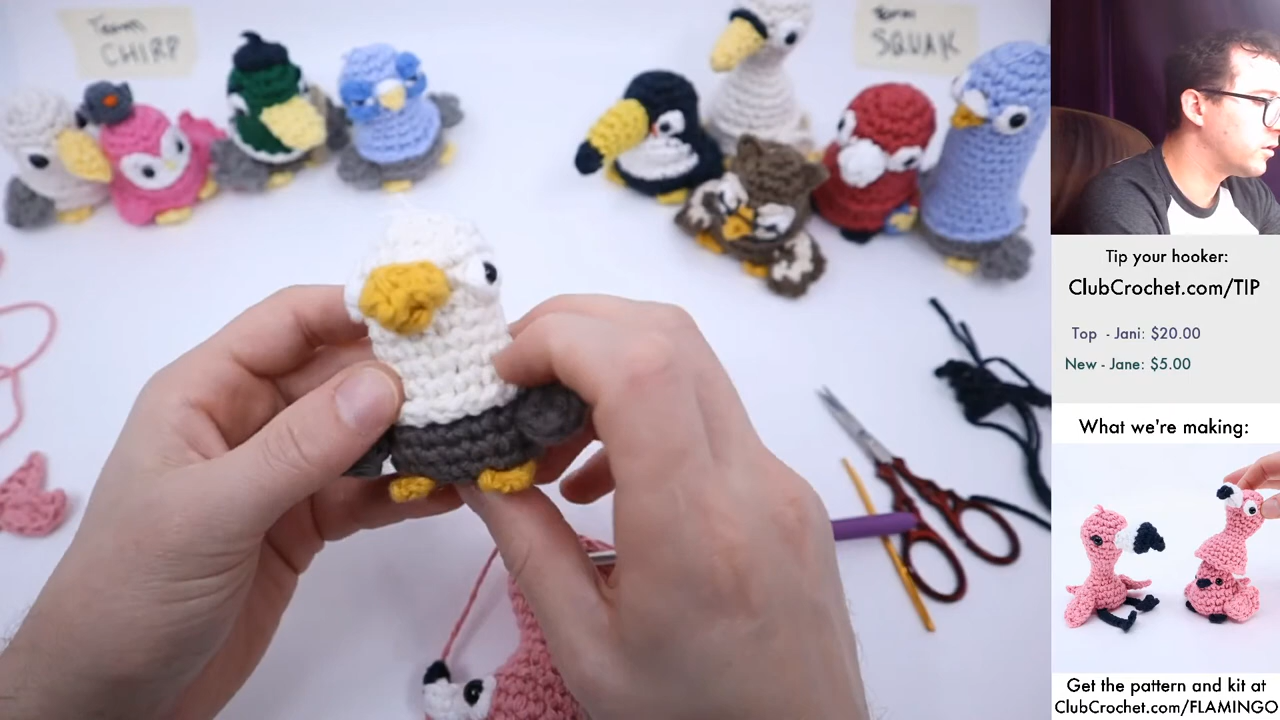 Team
CHIRP
Team
SQUAK
Tip your hooker:
ClubCrochet.com/TIP
Top - Jani: $20.00
New - Jane: $5.00
What we're making:
Get the pattern and kit at
ClubCrochet.com/FLAMINGO